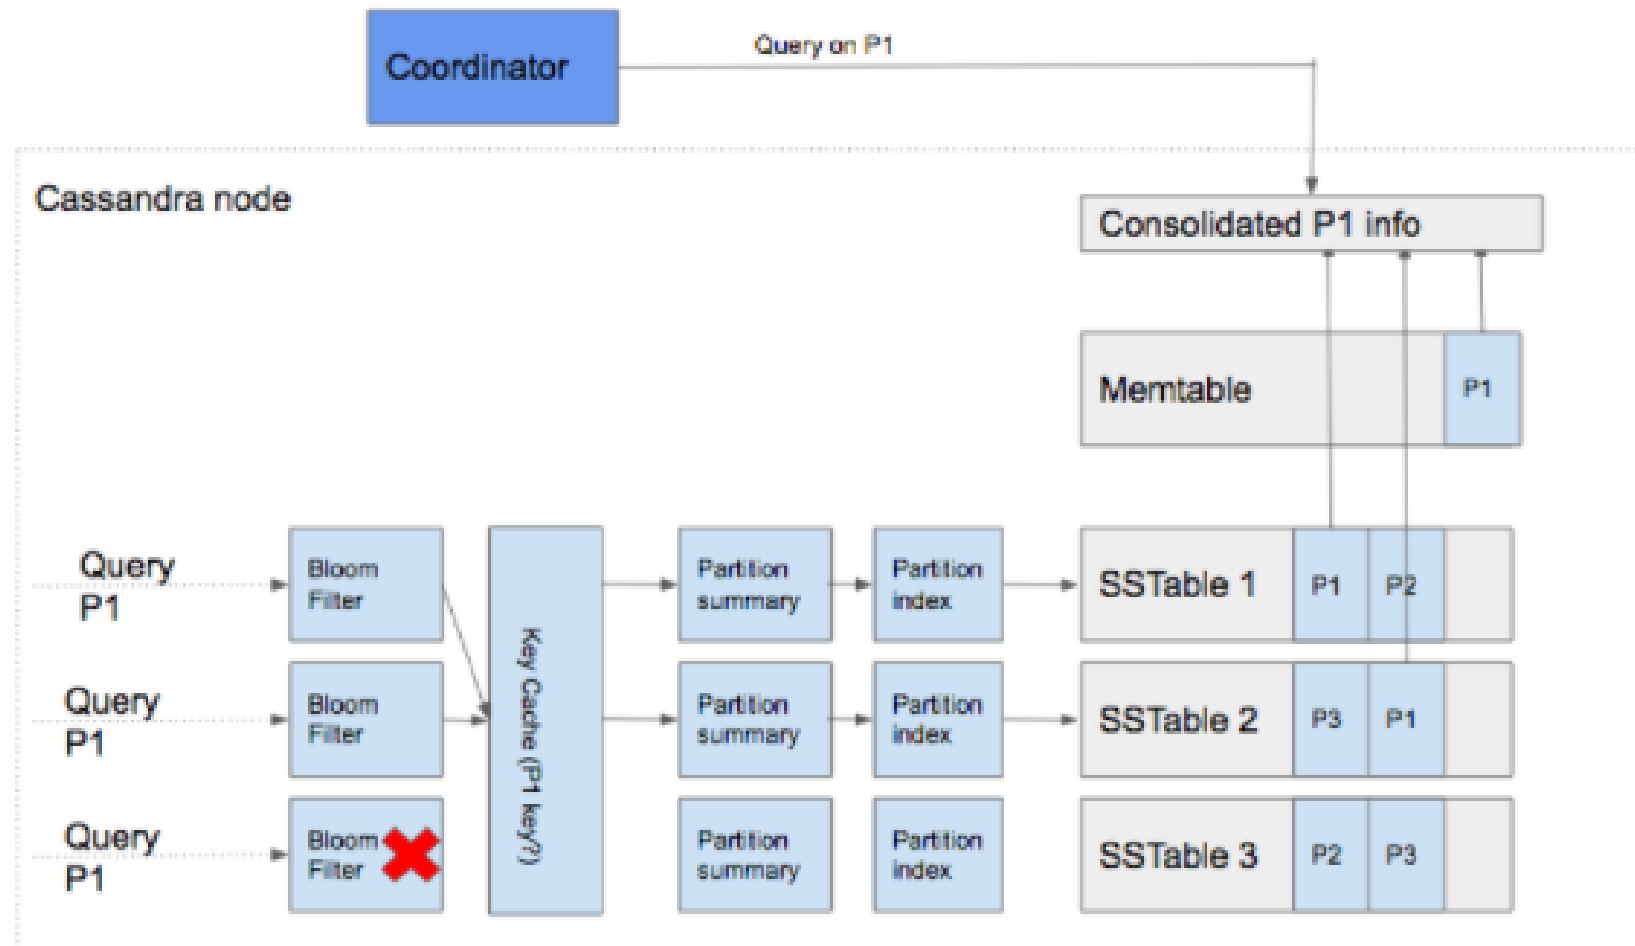 Coordinator
Query on P1
Cassandra node
Consolidated P1 info
Memtable
P1
Query
P1
Bloom
Filter
Key Cache (P1 key?)
Partition
summary
Partition
index
SSTable 1
P1
P2
Query
P1
Bloom
Filter
Partition
summary
Partition
index
SSTable 2
P3
P1
Query
P1
Bloom
Filter
Partition
summary
Partition
index
SSTable 3
P2
P3